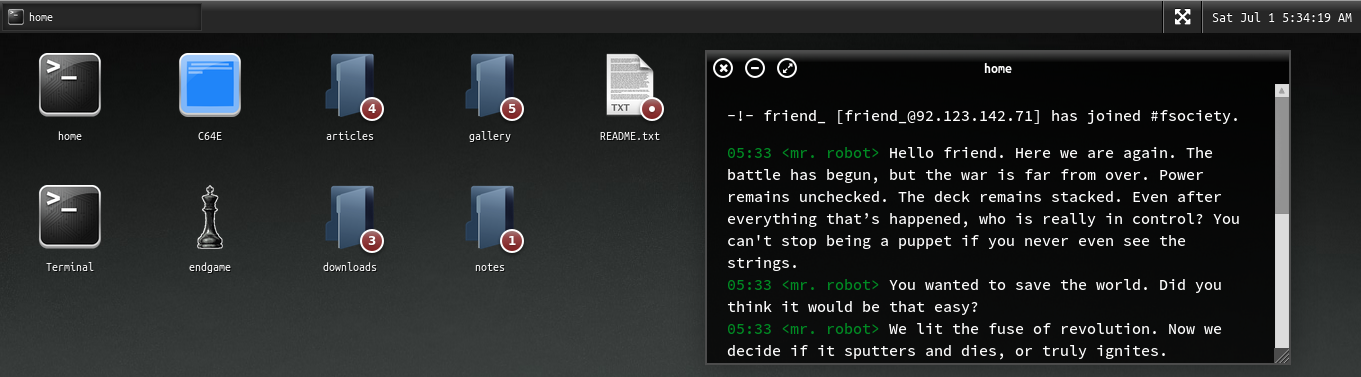 home
Sat Jul 1 5:34:19 AM
>_
4
5
TXT
home
C64E
articles
gallery
README.txt
>_
3
1
Terminal
endgame
downloads
notes
home
-!- friend_ [friend_@92.123.142.71] has joined #fsociety.
05:33 <mr. robot> Hello friend. Here we are again. The
battle has begun, but the war is far from over. Power
remains unchecked. The deck remains stacked. Even after
everything that’s happened, who is really in control? You
can't stop being a puppet if you never even see the
strings.
05:33 <mr. robot> You wanted to save the world. Did you
think it would be that easy?
05:33 <mr. robot> We lit the fuse of revolution. Now we
decide if it sputters and dies, or truly ignites.